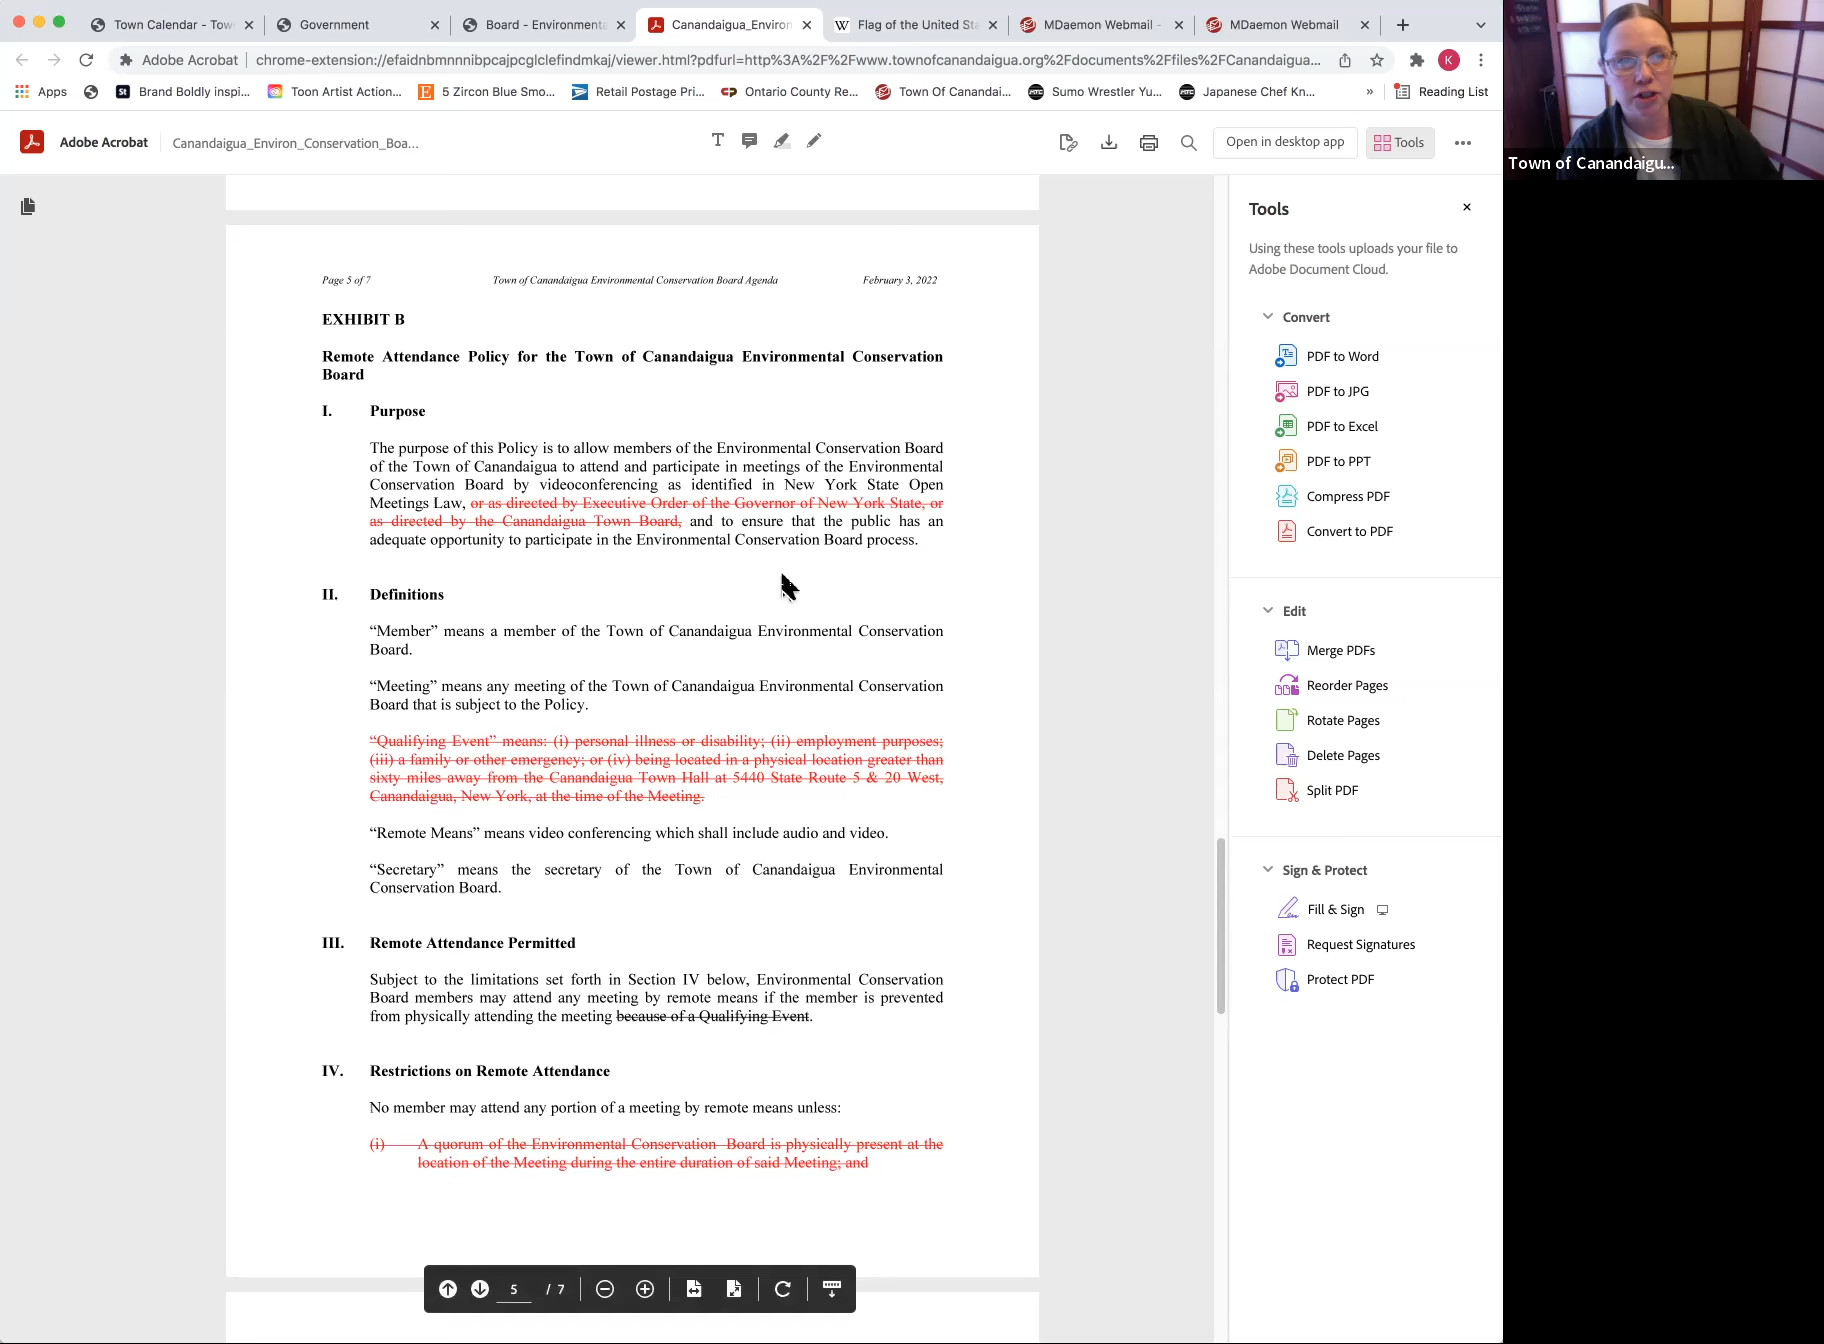 Town Calendar - Tow
Government
Board - Environmenta
Canandaigua_Environ
Flag of the United Sta
MDaemon Webmail -
MDaemon Webmail
Adobe Acrobat
chrome-extension://efaidnbmnnnibpcajpcglclefindmkaj/viewer.html?pdfurl=http%3A%2F%2Fwww.townofcanandaigua.org%2Fdocuments%2Ffiles%2FCanandaigua...
K
Apps
Brand Boldly inspi...
Toon Artist Action...
5 Zircon Blue Smo...
Retail Postage Pri...
Ontario County Re...
Town Of Canandai...
Sumo Wrestler Yu...
Japanese Chef Kn...
»
Reading List
Adobe Acrobat
Canandaigua_Environ_Conservation_Boa...
Open in desktop app
Tools
Town of Canandaigu...
Page 5 of 7
Town of Canandaigua Environmental Conservation Board Agenda
February 3, 2022
EXHIBIT B
Remote Attendance Policy for the Town of Canandaigua Environmental Conservation
Board
I. Purpose
The purpose of this Policy is to allow members of the Environmental Conservation Board
of the Town of Canandaigua to attend and participate in meetings of the Environmental
Conservation Board by videoconferencing as identified in New York State Open
Meetings Law, or as directed by Executive Order of the Governor of New York State, or
as directed by the Canandaigua Town Board, and to ensure that the public has an
adequate opportunity to participate in the Environmental Conservation Board process.
II. Definitions
“Member” means a member of the Town of Canandaigua Environmental Conservation
Board.
“Meeting” means any meeting of the Town of Canandaigua Environmental Conservation
Board that is subject to the Policy.
“Qualifying Event” means: (i) personal illness or disability; (ii) employment purposes;
(iii) a family or other emergency; or (iv) being located in a physical location greater than
sixty miles away from the Canandaigua Town Hall at 5440 State Route 5 & 20 West,
Canandaigua, New York, at the time of the Meeting.
“Remote Means” means video conferencing which shall include audio and video.
“Secretary” means the secretary of the Town of Canandaigua Environmental
Conservation Board.
III. Remote Attendance Permitted
Subject to the limitations set forth in Section IV below, Environmental Conservation
Board members may attend any meeting by remote means if the member is prevented
from physically attending the meeting because of a Qualifying Event.
IV. Restrictions on Remote Attendance
No member may attend any portion of a meeting by remote means unless:
(i) A quorum of the Environmental Conservation Board is physically present at the
location of the Meeting during the entire duration of said Meeting; and
5 / 7
Tools
Using these tools uploads your file to
Adobe Document Cloud.
Convert
PDF to Word
PDF to JPG
PDF to Excel
PDF to PPT
Compress PDF
Convert to PDF
Edit
Merge PDFs
Reorder Pages
Rotate Pages
Delete Pages
Split PDF
Sign & Protect
Fill & Sign
Request Signatures
Protect PDF